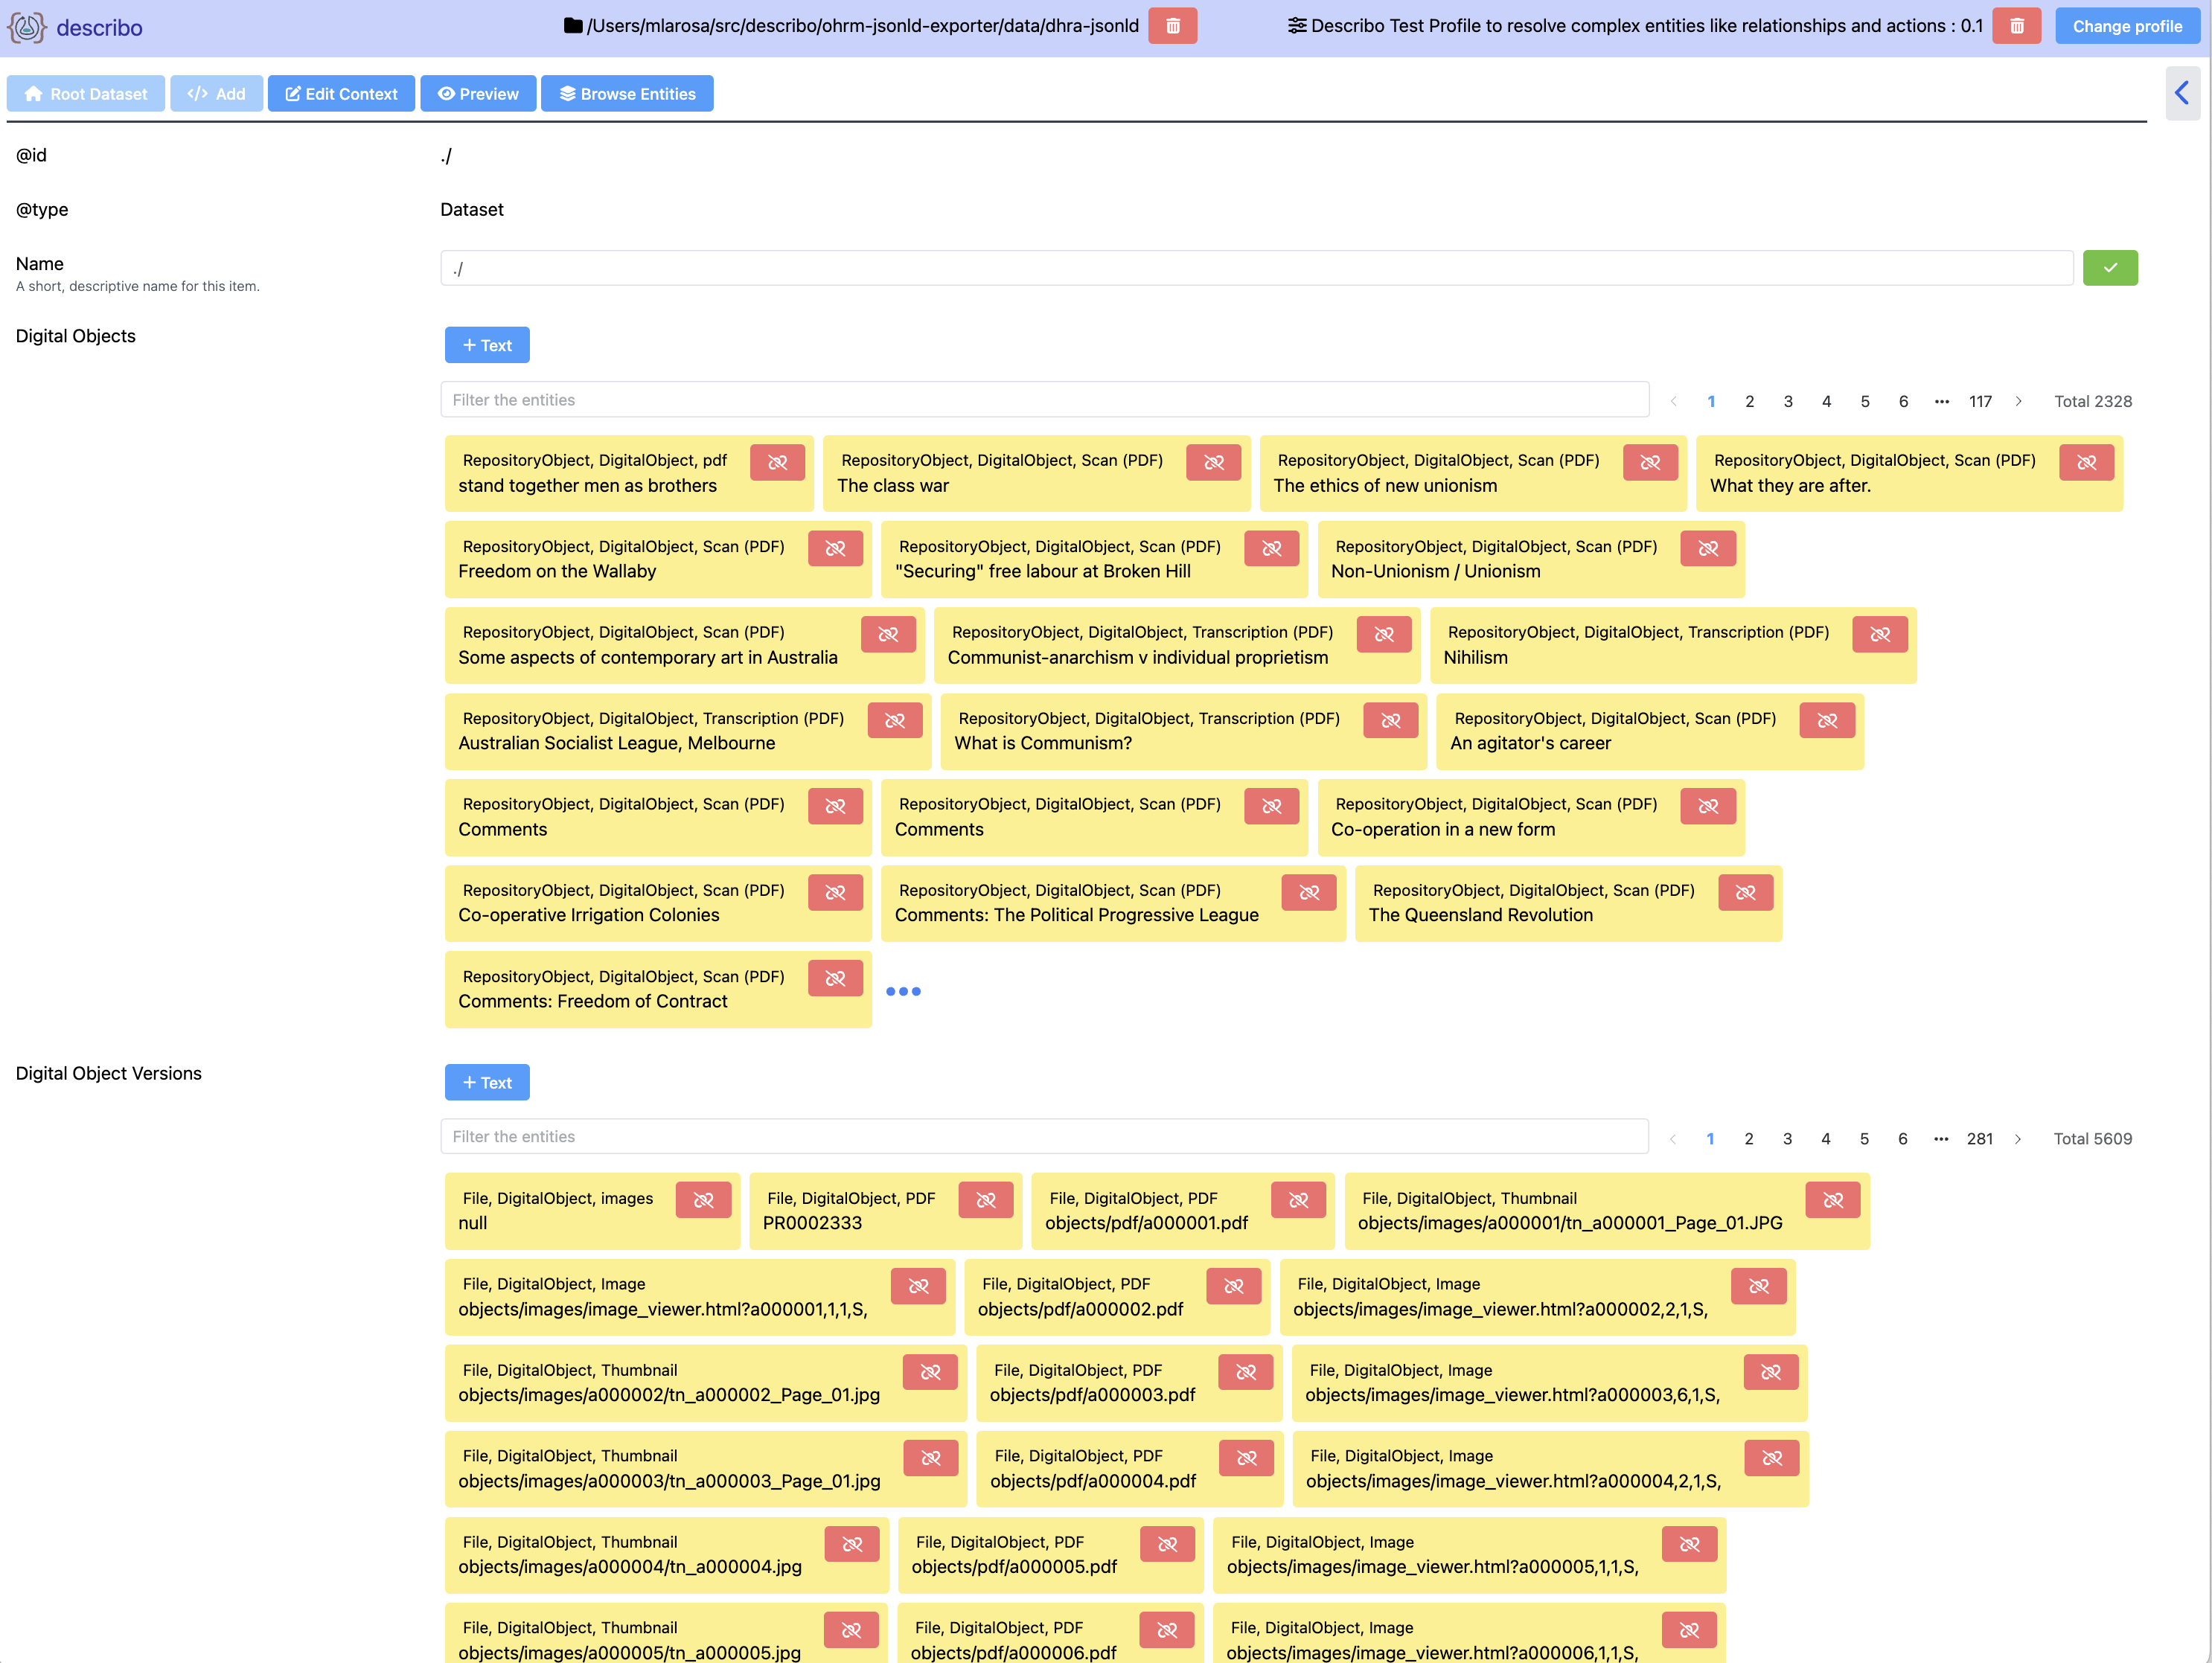 describo
/Users/mlarosa/src/describo/ohrm-jsonld-exporter/data/dhra-jsonld
Describo Test Profile to resolve complex entities like relationships and actions : 0.1
Change profile
Root Dataset
</> Add
Edit Context
Preview
Browse Entities
@id
./
@type
Dataset
Name
A short, descriptive name for this item.
./
Digital Objects
+ Text
Filter the entities
1 2 3 4 5 6 ••• 117 Total 2328
RepositoryObject, DigitalObject, pdf
stand together men as brothers
RepositoryObject, DigitalObject, Scan (PDF)
The class war
RepositoryObject, DigitalObject, Scan (PDF)
The ethics of new unionism
RepositoryObject, DigitalObject, Scan (PDF)
What they are after.
RepositoryObject, DigitalObject, Scan (PDF)
Freedom on the Wallaby
RepositoryObject, DigitalObject, Scan (PDF)
"Securing" free labour at Broken Hill
RepositoryObject, DigitalObject, Scan (PDF)
Non-Unionism / Unionism
RepositoryObject, DigitalObject, Scan (PDF)
Some aspects of contemporary art in Australia
RepositoryObject, DigitalObject, Transcription (PDF)
Communist-anarchism v individual proprietism
RepositoryObject, DigitalObject, Transcription (PDF)
Nihilism
RepositoryObject, DigitalObject, Transcription (PDF)
Australian Socialist League, Melbourne
RepositoryObject, DigitalObject, Transcription (PDF)
What is Communism?
RepositoryObject, DigitalObject, Scan (PDF)
An agitator's career
RepositoryObject, DigitalObject, Scan (PDF)
Comments
RepositoryObject, DigitalObject, Scan (PDF)
Comments
RepositoryObject, DigitalObject, Scan (PDF)
Co-operation in a new form
RepositoryObject, DigitalObject, Scan (PDF)
Co-operative Irrigation Colonies
RepositoryObject, DigitalObject, Scan (PDF)
Comments: The Political Progressive League
RepositoryObject, DigitalObject, Scan (PDF)
The Queensland Revolution
RepositoryObject, DigitalObject, Scan (PDF)
Comments: Freedom of Contract
Digital Object Versions
+ Text
Filter the entities
1 2 3 4 5 6 ••• 281 Total 5609
File, DigitalObject, images
null
File, DigitalObject, PDF
PR0002333
File, DigitalObject, PDF
objects/pdf/a000001.pdf
File, DigitalObject, Thumbnail
objects/images/a000001/tn_a000001_Page_01.JPG
File, DigitalObject, Image
objects/images/image_viewer.html?a000001,1,1,S,
File, DigitalObject, PDF
objects/pdf/a000002.pdf
File, DigitalObject, Image
objects/images/image_viewer.html?a000002,2,1,S,
File, DigitalObject, Thumbnail
objects/images/a000002/tn_a000002_Page_01.jpg
File, DigitalObject, PDF
objects/pdf/a000003.pdf
File, DigitalObject, Image
objects/images/image_viewer.html?a000003,6,1,S,
File, DigitalObject, Thumbnail
objects/images/a000003/tn_a000003_Page_01.jpg
File, DigitalObject, PDF
objects/pdf/a000004.pdf
File, DigitalObject, Image
objects/images/image_viewer.html?a000004,2,1,S,
File, DigitalObject, Thumbnail
objects/images/a000004/tn_a000004.jpg
File, DigitalObject, PDF
objects/pdf/a000005.pdf
File, DigitalObject, Image
objects/images/image_viewer.html?a000005,1,1,S,
File, DigitalObject, Thumbnail
objects/images/a000005/tn_a000005.jpg
File, DigitalObject, PDF
objects/pdf/a000006.pdf
File, DigitalObject, Image
objects/images/image_viewer.html?a000006,1,1,S,